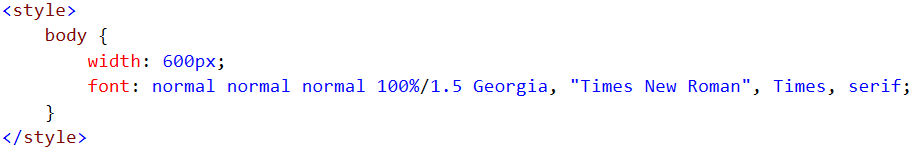 <style>
    body {
        width: 600px;
        font: normal normal normal 100%/1.5 Georgia, "Times New Roman", Times, serif;
    }
</style>